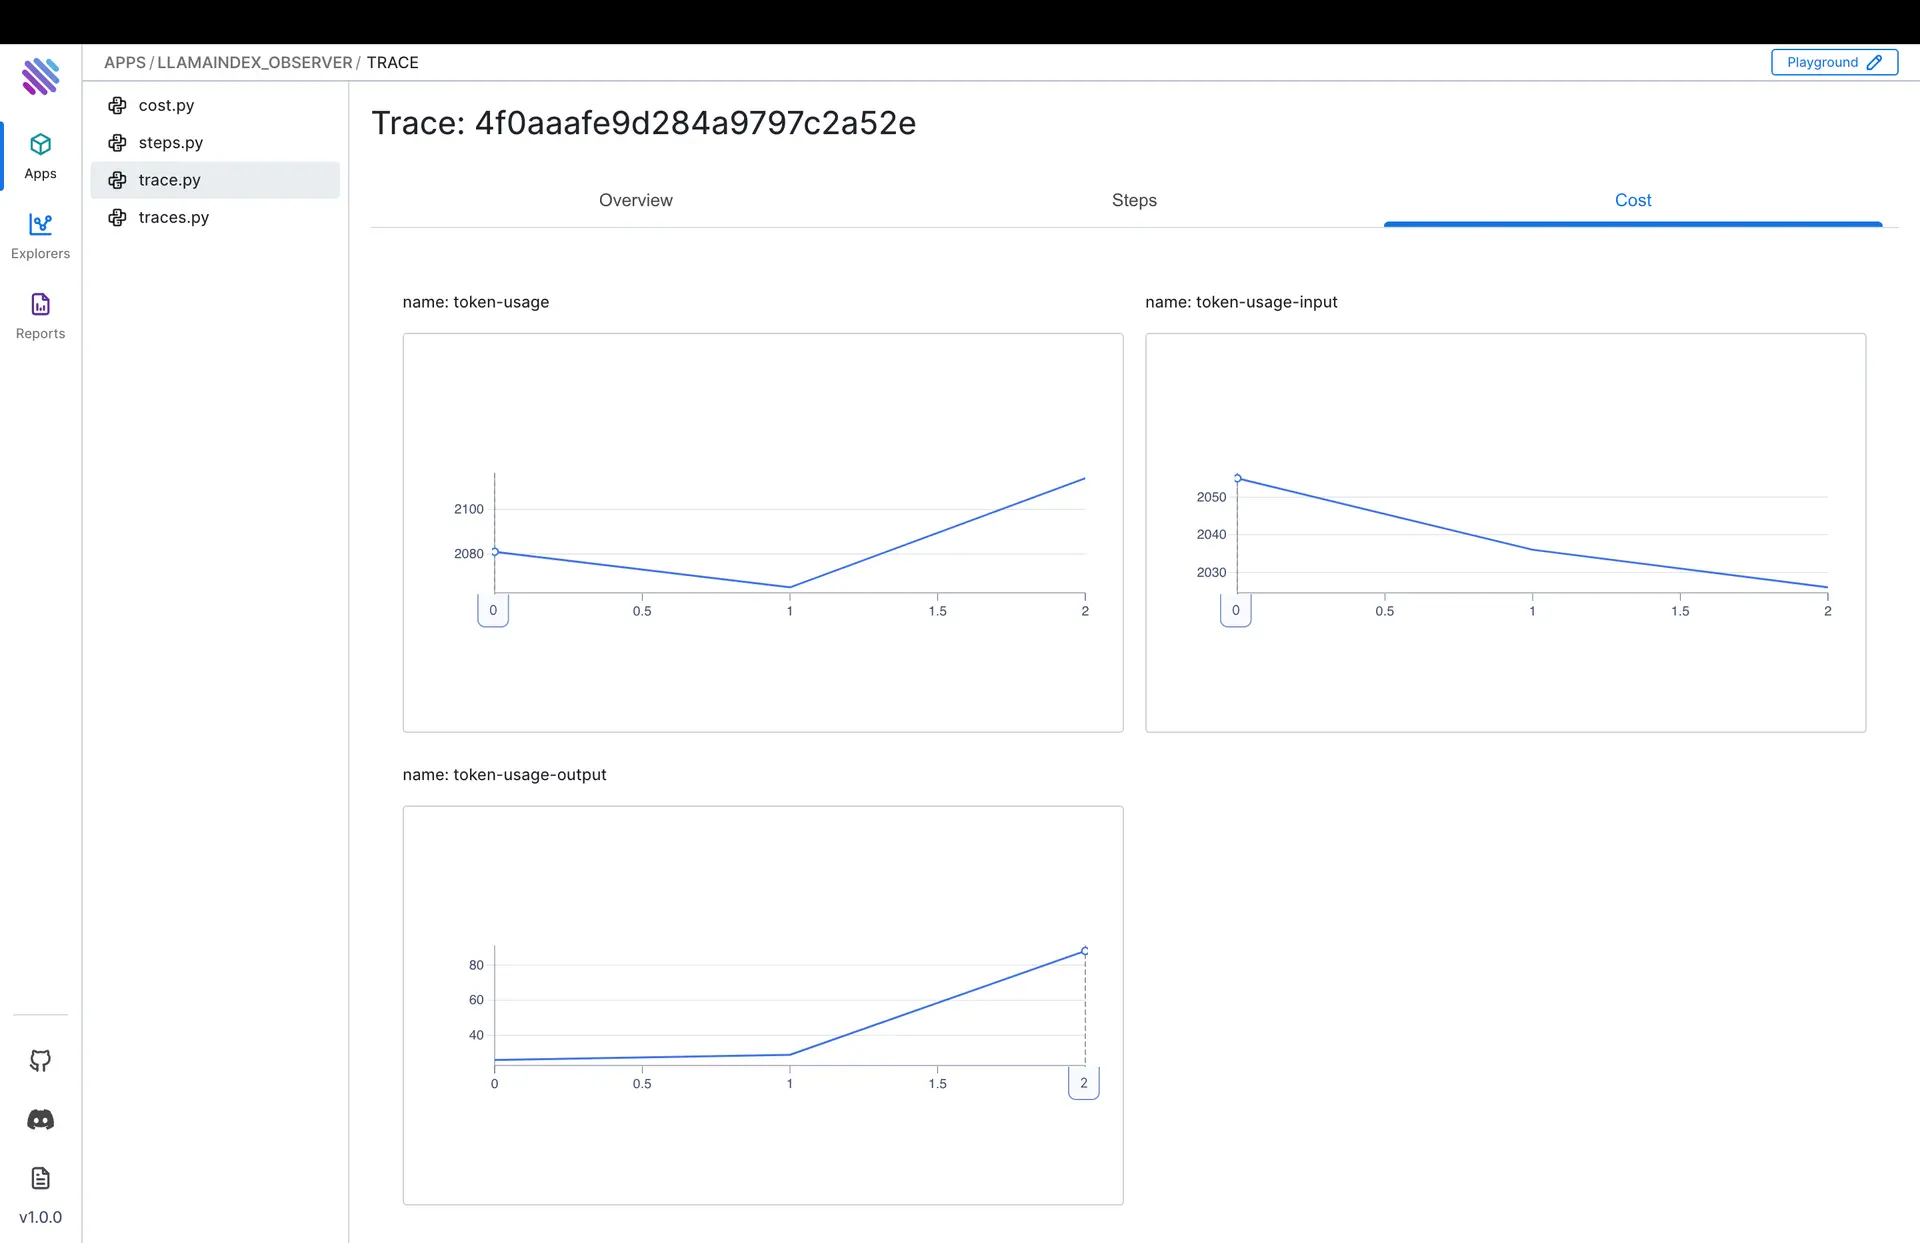 APPS / LLAMAINDEX_OBSERVER / TRACE
Playground
Apps
Explorers
Reports
v1.0.0
cost.py
steps.py
trace.py
traces.py
Trace: 4f0aaafe9d284a9797c2a52e
Overview
Steps
Cost
name: token-usage
2100
2080
0 0.5 1 1.5 2
name: token-usage-input
2050
2040
2030
0 0.5 1 1.5 2
name: token-usage-output
80
60
40
0 0.5 1 1.5 2